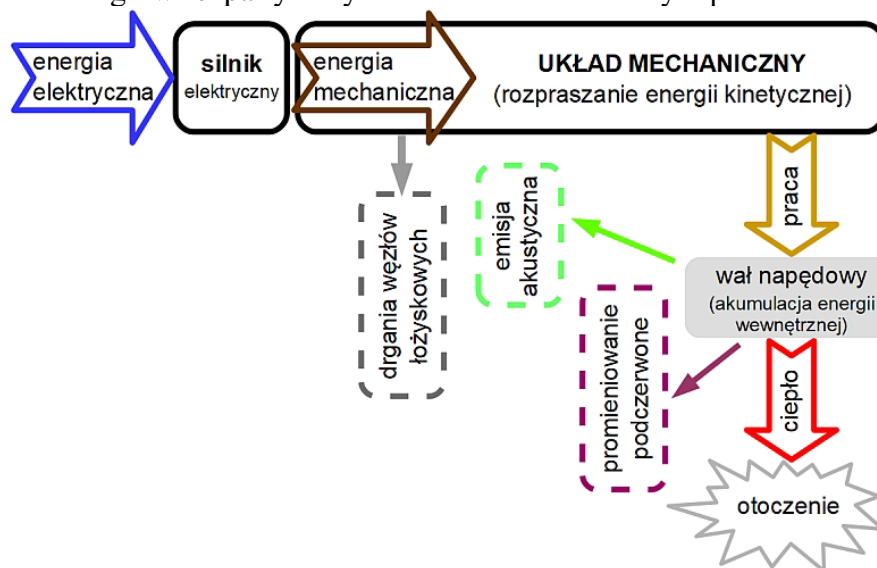 energia
elektryczna
silnik
elektryczny
energia
mechaniczna
UKŁAD MECHANICZNY
(rozpraszanie energii kinetycznej)
praca
drgania węzłów
łożyskowych
emisja
akustyczna
wał napędowy
(akumulacja energii
wewnętrznej)
promieniowanie
podczerwone
ciepło
otoczenie